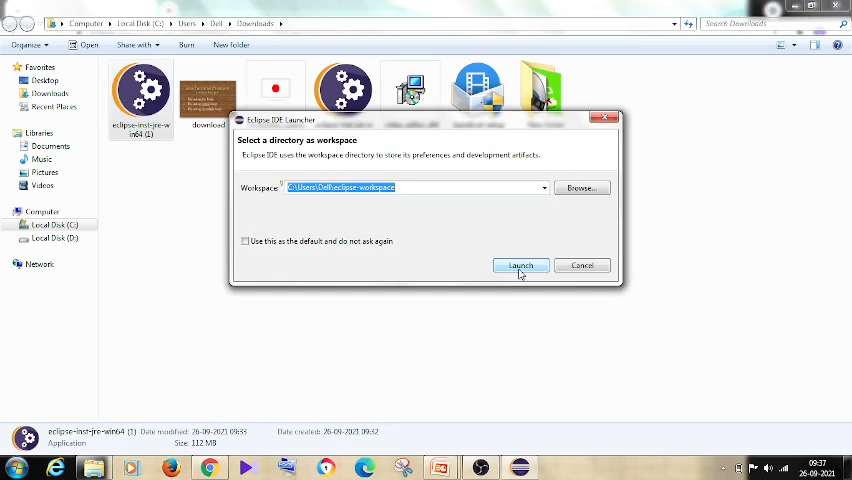 Computer ▸ Local Disk (C:) ▸ Users ▸ Dell ▸ Downloads ▸
Search Downloads
Organize ▾ Open Share with ▾ Burn New folder
Favorites
Desktop
Downloads
Recent Places
Libraries
Documents
Music
Pictures
Videos
Computer
Local Disk (C:)
Local Disk (D:)
Network
eclipse-inst-jre-w
in64 (1)
download
Eclipse IDE Launcher
Select a directory as workspace
Eclipse IDE uses the workspace directory to store its preferences and development artifacts.
Workspace: C:\Users\Dell\eclipse-workspace Browse...
Use this as the default and do not ask again
Launch Cancel
eclipse-inst-jre-win64 (1) Date modified: 26-09-2021 09:33 Date created: 26-09-2021 09:32
Application Size: 112 MB
09:37
26-09-2021